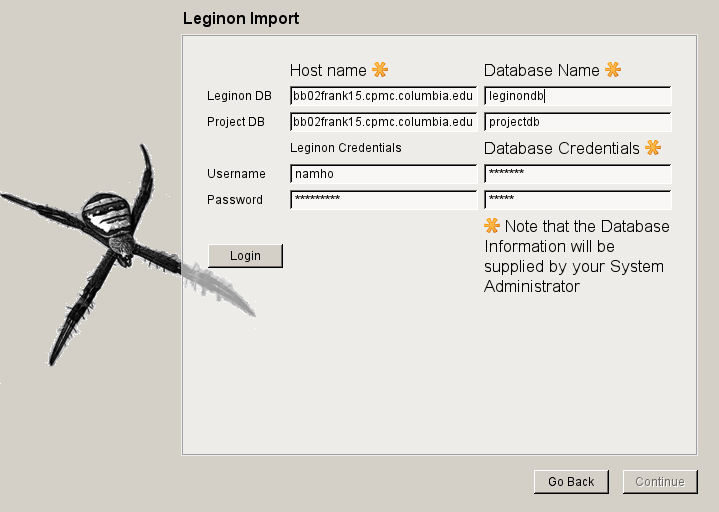 Leginon Import
Host name Database Name
Leginon DB bb02frank15.cpmc.columbia.edu leginondb
Project DB bb02frank15.cpmc.columbia.edu projectdb
Leginon Credentials Database Credentials
Username namho *******
Password ********* *****
Note that the Database
Information will be
supplied by your System
Administrator
Login
Go Back Continue